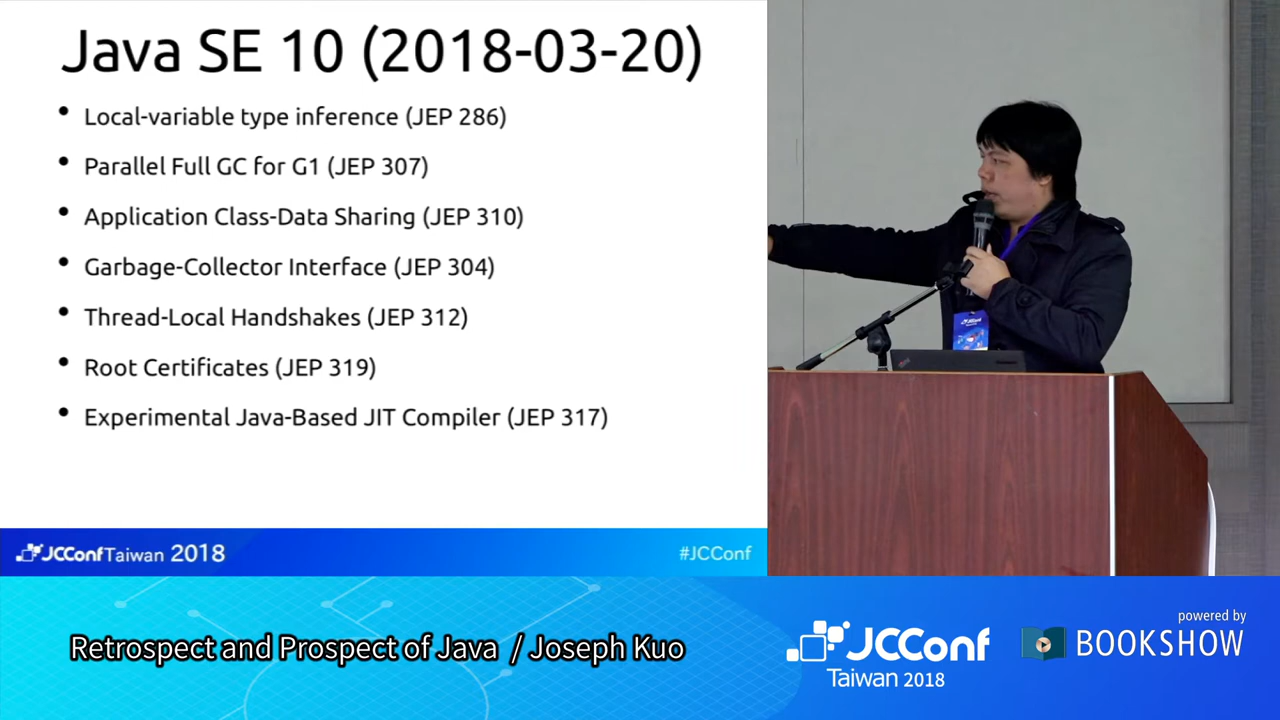 Java SE 10 (2018-03-20)
• Local-variable type inference (JEP 286)
• Parallel Full GC for G1 (JEP 307)
• Application Class-Data Sharing (JEP 310)
• Garbage-Collector Interface (JEP 304)
• Thread-Local Handshakes (JEP 312)
• Root Certificates (JEP 319)
• Experimental Java-Based JIT Compiler (JEP 317)
JCConf Taiwan 2018
#JCConf
Retrospect and Prospect of Java / Joseph Kuo
JCConf
Taiwan 2018
powered by
BOOKSHOW